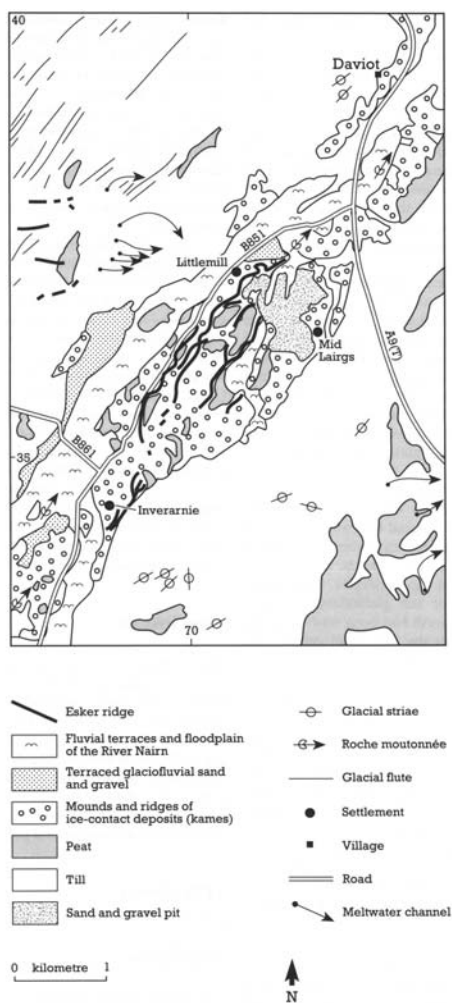 40
Daviot
B851
Littlemill
Mid
Lairgs
A9(T)
35
B861
Inverarnie
70
Esker ridge
Fluvial terraces and floodplain
of the River Nairn
Terraced glaciofluvial sand
and gravel
Mounds and ridges of
ice-contact deposits (kames)
Peat
Till
Sand and gravel pit
Glacial striae
Roche moutonnée
Glacial flute
Settlement
Village
Road
Meltwater channel
0 kilometre 1
N